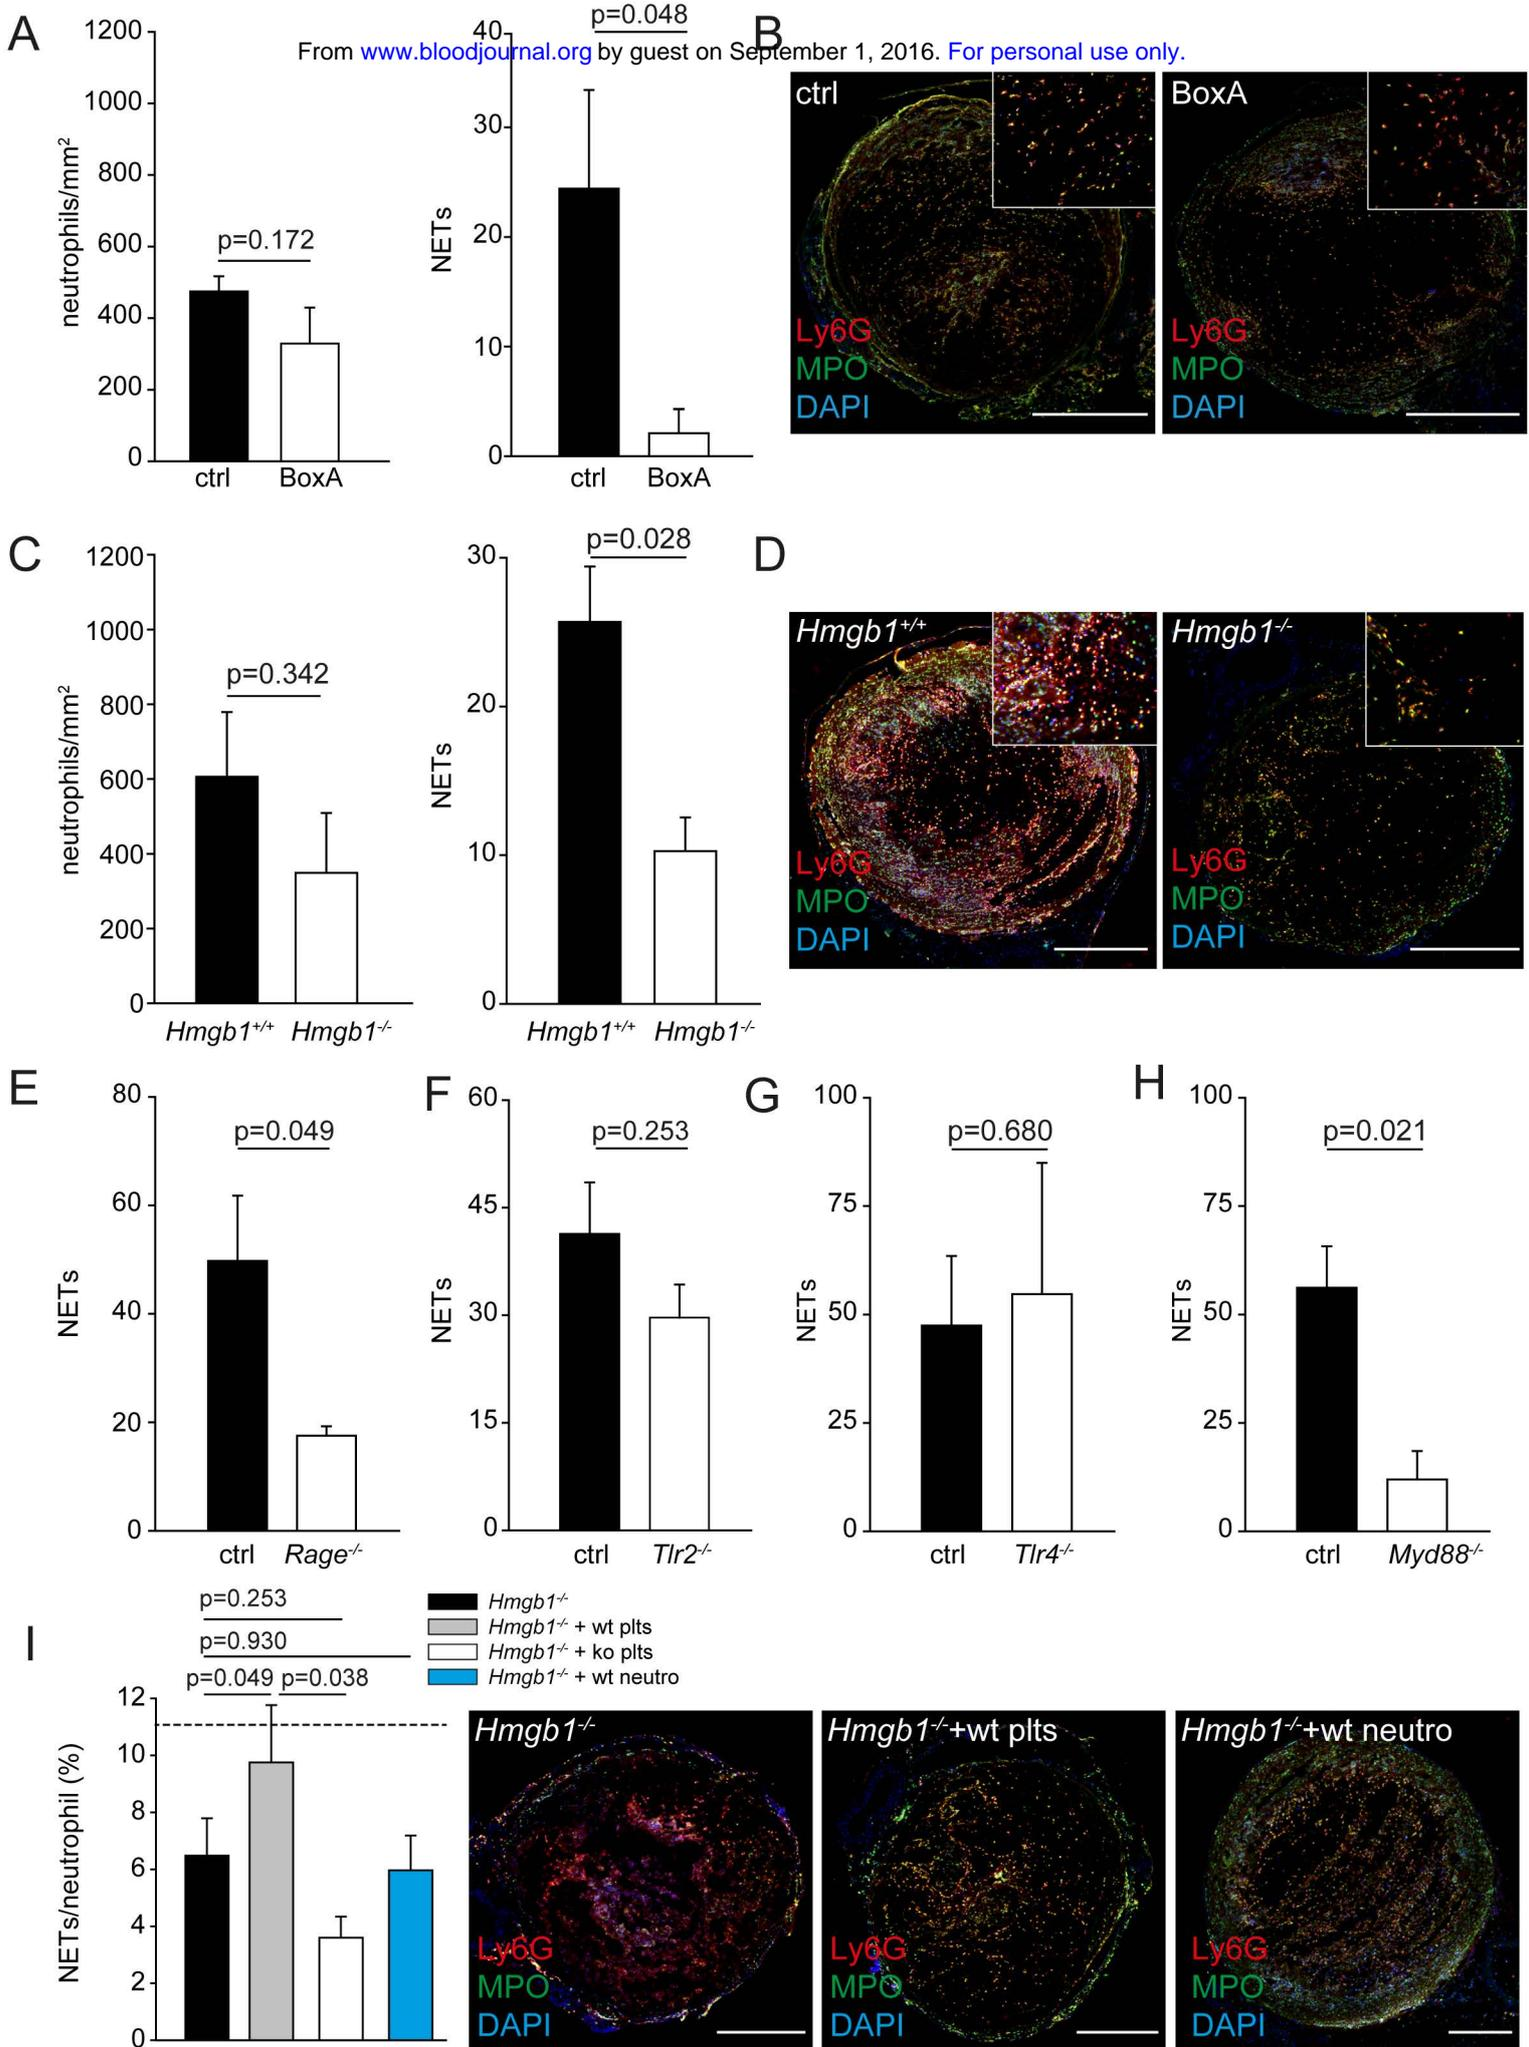 From www.bloodjournal.org by guest on September 1, 2016. For personal use only.
A
1200
1000
800
600
400
200
0
neutrophils/mm²
p=0.172
ctrl BoxA
40
30
20
10
0
NETs
p=0.048
ctrl BoxA
B
ctrl
Ly6G
MPO
DAPI
BoxA
Ly6G
MPO
DAPI
C
1200
1000
800
600
400
200
0
neutrophils/mm²
p=0.342
Hmgb1+/+ Hmgb1-/-
30
20
10
0
NETs
p=0.028
Hmgb1+/+ Hmgb1-/-
D
Hmgb1+/+
Ly6G
MPO
DAPI
Hmgb1-/-
Ly6G
MPO
DAPI
E
80
60
40
20
0
NETs
p=0.049
ctrl Rage-/-
F
60
45
30
15
0
NETs
p=0.253
ctrl Tlr2-/-
G
100
75
50
25
0
NETs
p=0.680
ctrl Tlr4-/-
H
100
75
50
25
0
NETs
p=0.021
ctrl Myd88-/-
I
p=0.253
p=0.930
p=0.049 p=0.038
12
10
8
6
4
2
0
NETs/neutrophil (%)
Hmgb1-/-
Hmgb1-/- + wt plts
Hmgb1-/- + ko plts
Hmgb1-/- + wt neutro
Hmgb1-/-
Ly6G
MPO
DAPI
Hmgb1-/-+wt plts
Ly6G
MPO
DAPI
Hmgb1-/-+wt neutro
Ly6G
MPO
DAPI